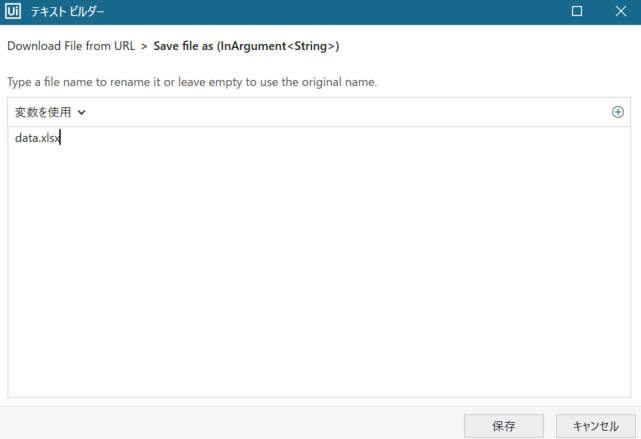 Ui テキスト ビルダー
Download File from URL > Save file as (InArgument<String>)
Type a file name to rename it or leave empty to use the original name.
変数を使用
data.xlsx
保存 キャンセル